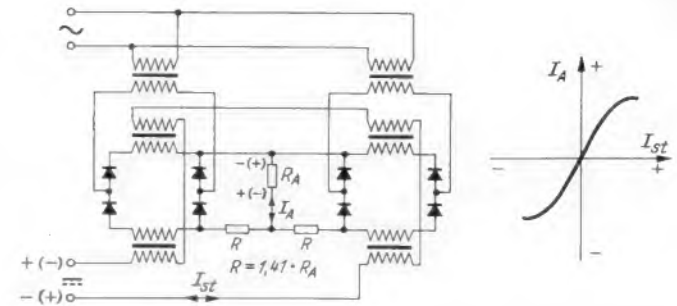 ~
I_A
+
I_st
-
+
-
-(+)
R_A
+(-)
I_A
R
R
R = 1,41 · R_A
+(-)
-(+)
I_st